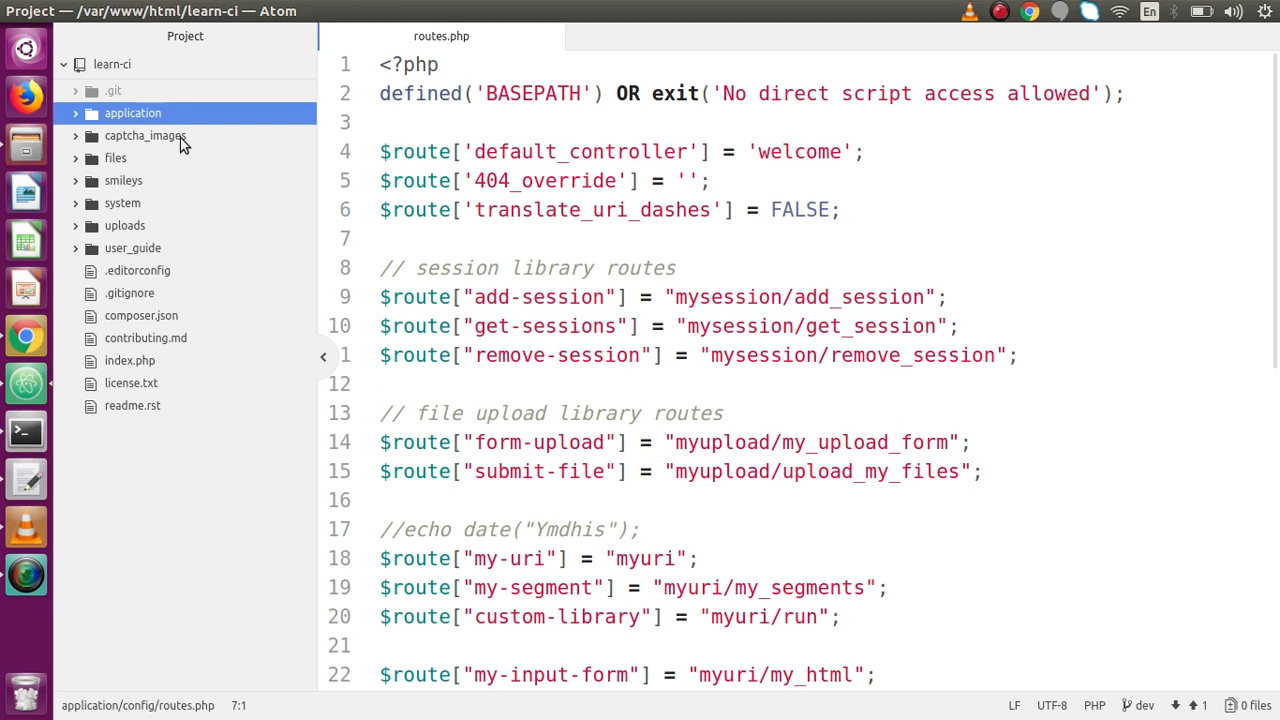 Project — /var/www/html/learn-ci — Atom
En
Project
learn-ci
.git
application
captcha_images
files
smileys
system
uploads
user_guide
.editorconfig
.gitignore
composer.json
contributing.md
index.php
license.txt
readme.rst
routes.php
1 <?php
2 defined('BASEPATH') OR exit('No direct script access allowed');
3
4 $route['default_controller'] = 'welcome';
5 $route['404_override'] = '';
6 $route['translate_uri_dashes'] = FALSE;
7
8 // session library routes
9 $route["add-session"] = "mysession/add_session";
10 $route["get-sessions"] = "mysession/get_session";
1 $route["remove-session"] = "mysession/remove_session";
12
13 // file upload library routes
14 $route["form-upload"] = "myupload/my_upload_form";
15 $route["submit-file"] = "myupload/upload_my_files";
16
17 //echo date("Ymdhis");
18 $route["my-uri"] = "myuri";
19 $route["my-segment"] = "myuri/my_segments";
20 $route["custom-library"] = "myuri/run";
21
22 $route["my-input-form"] = "myuri/my_html";
application/config/routes.php 7:1 LF UTF-8 PHP dev 1 0 files